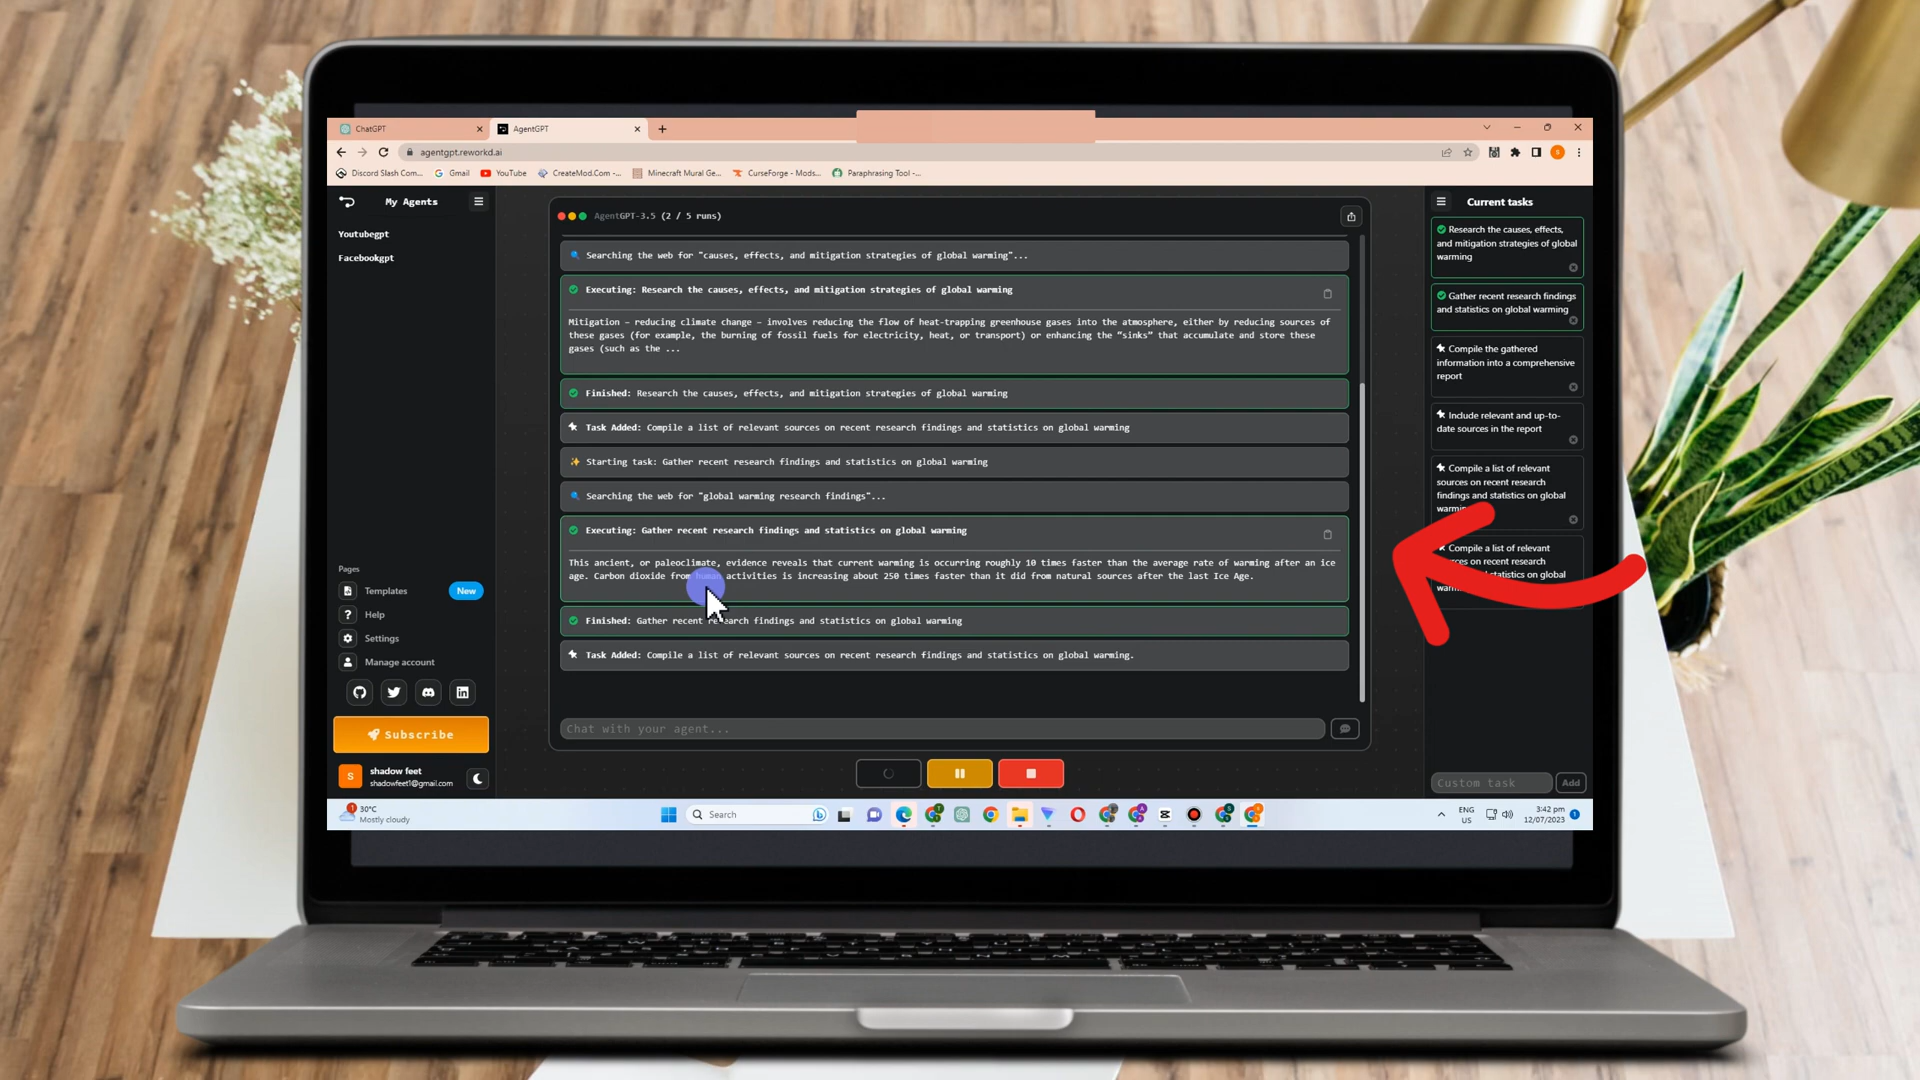 ChatGPT
AgentGPT
agentgpt.reworkd.ai
Discord Slash Com...
Gmail
YouTube
CreateMod.Com -...
Minecraft Mural Ge...
CurseForge - Mods...
Paraphrasing Tool -...
My Agents
Youtubegpt
Facebookgpt
Pages
Templates
New
Help
Settings
Manage account
Subscribe
S
shadow feet
shadowfeet1@gmail.com
AgentGPT-3.5 (2 / 5 runs)
Searching the web for "causes, effects, and mitigation strategies of global warming"...
Executing: Research the causes, effects, and mitigation strategies of global warming
Mitigation – reducing climate change – involves reducing the flow of heat-trapping greenhouse gases into the atmosphere, either by reducing sources of
these gases (for example, the burning of fossil fuels for electricity, heat, or transport) or enhancing the “sinks” that accumulate and store these
gases (such as the ...
Finished: Research the causes, effects, and mitigation strategies of global warming
Task Added: Compile a list of relevant sources on recent research findings and statistics on global warming
Starting task: Gather recent research findings and statistics on global warming
Searching the web for "global warming research findings"...
Executing: Gather recent research findings and statistics on global warming
This ancient, or paleoclimate, evidence reveals that current warming is occurring roughly 10 times faster than the average rate of warming after an ice
age. Carbon dioxide from human activities is increasing about 250 times faster than it did from natural sources after the last Ice Age.
Finished: Gather recent research findings and statistics on global warming
Task Added: Compile a list of relevant sources on recent research findings and statistics on global warming.
Chat with your agent...
Current tasks
Research the causes, effects,
and mitigation strategies of global
warming
Gather recent research findings
and statistics on global warming
Compile the gathered
information into a comprehensive
report
Include relevant and up-to-
date sources in the report
Compile a list of relevant
sources on recent research
findings and statistics on global
Compile a list of relevant
on recent research
statistics on global
Custom task
Add
30°C
Mostly cloudy
Search
ENG
US
3:42 pm
12/07/2023